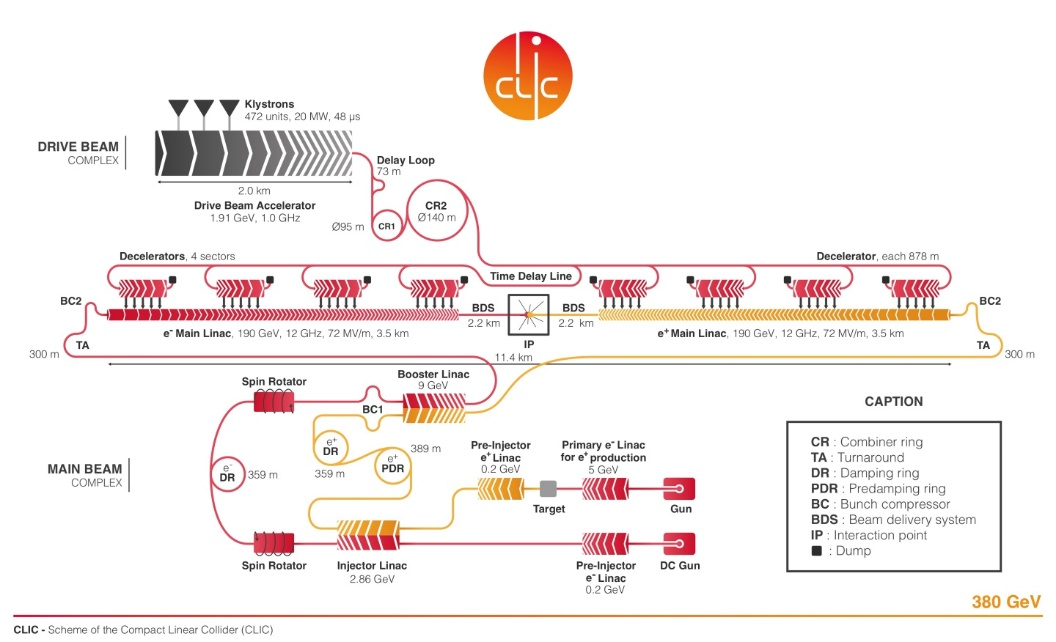 clic
Klystrons
472 units, 20 MW, 48 µs
DRIVE BEAM
COMPLEX
2.0 km
Drive Beam Accelerator
1.91 GeV, 1.0 GHz
Delay Loop
73 m
CR2
Ø140 m
Ø95 m
CR1
Decelerators, 4 sectors
Decelerator, each 878 m
Time Delay Line
BC2
BDS
2.2 km
BDS
2.2 km
BC2
e⁻ Main Linac, 190 GeV, 12 GHz, 72 MV/m, 3.5 km
IP
e⁺ Main Linac, 190 GeV, 12 GHz, 72 MV/m, 3.5 km
TA
300 m
TA
300 m
11.4 km
Booster Linac
9 GeV
Spin Rotator
BC1
e⁺
DR
359 m
e⁺
PDR
389 m
MAIN BEAM
COMPLEX
e⁻
DR
359 m
Pre-Injector
e⁺ Linac
0.2 GeV
Primary e⁻ Linac
for e⁺ production
5 GeV
Target
Gun
Spin Rotator
Injector Linac
2.86 GeV
Pre-Injector
e⁻ Linac
0.2 GeV
DC Gun
CAPTION
CR : Combiner ring
TA : Turnaround
DR : Damping ring
PDR : Predamping ring
BC : Bunch compressor
BDS : Beam delivery system
IP : Interaction point
: Dump
380 GeV
CLIC - Scheme of the Compact Linear Collider (CLIC)